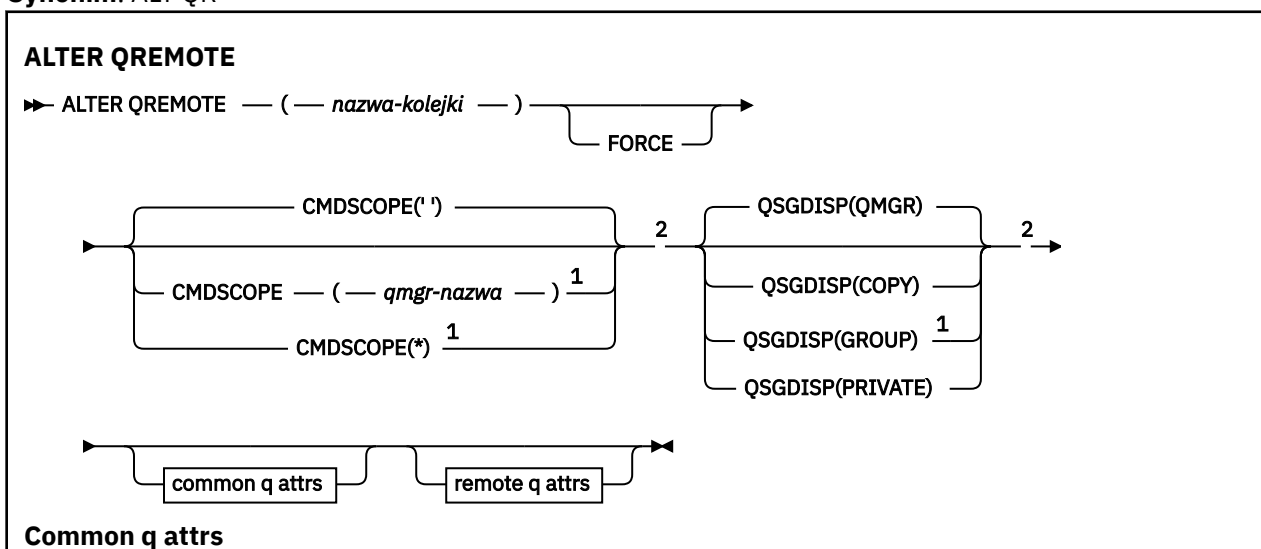 Synonim: ALT QR
ALTER QREMOTE
ALTER QREMOTE ( nazwa-kolejki )
FORCE
CMDSCOPE(' ')
CMDSCOPE ( qmgr-nazwa ) 1
CMDSCOPE(*) 1
2
QSGDISP(QMGR)
QSGDISP(COPY)
QSGDISP(GROUP) 1
QSGDISP(PRIVATE)
2
common q attrs
remote q attrs
Common q attrs